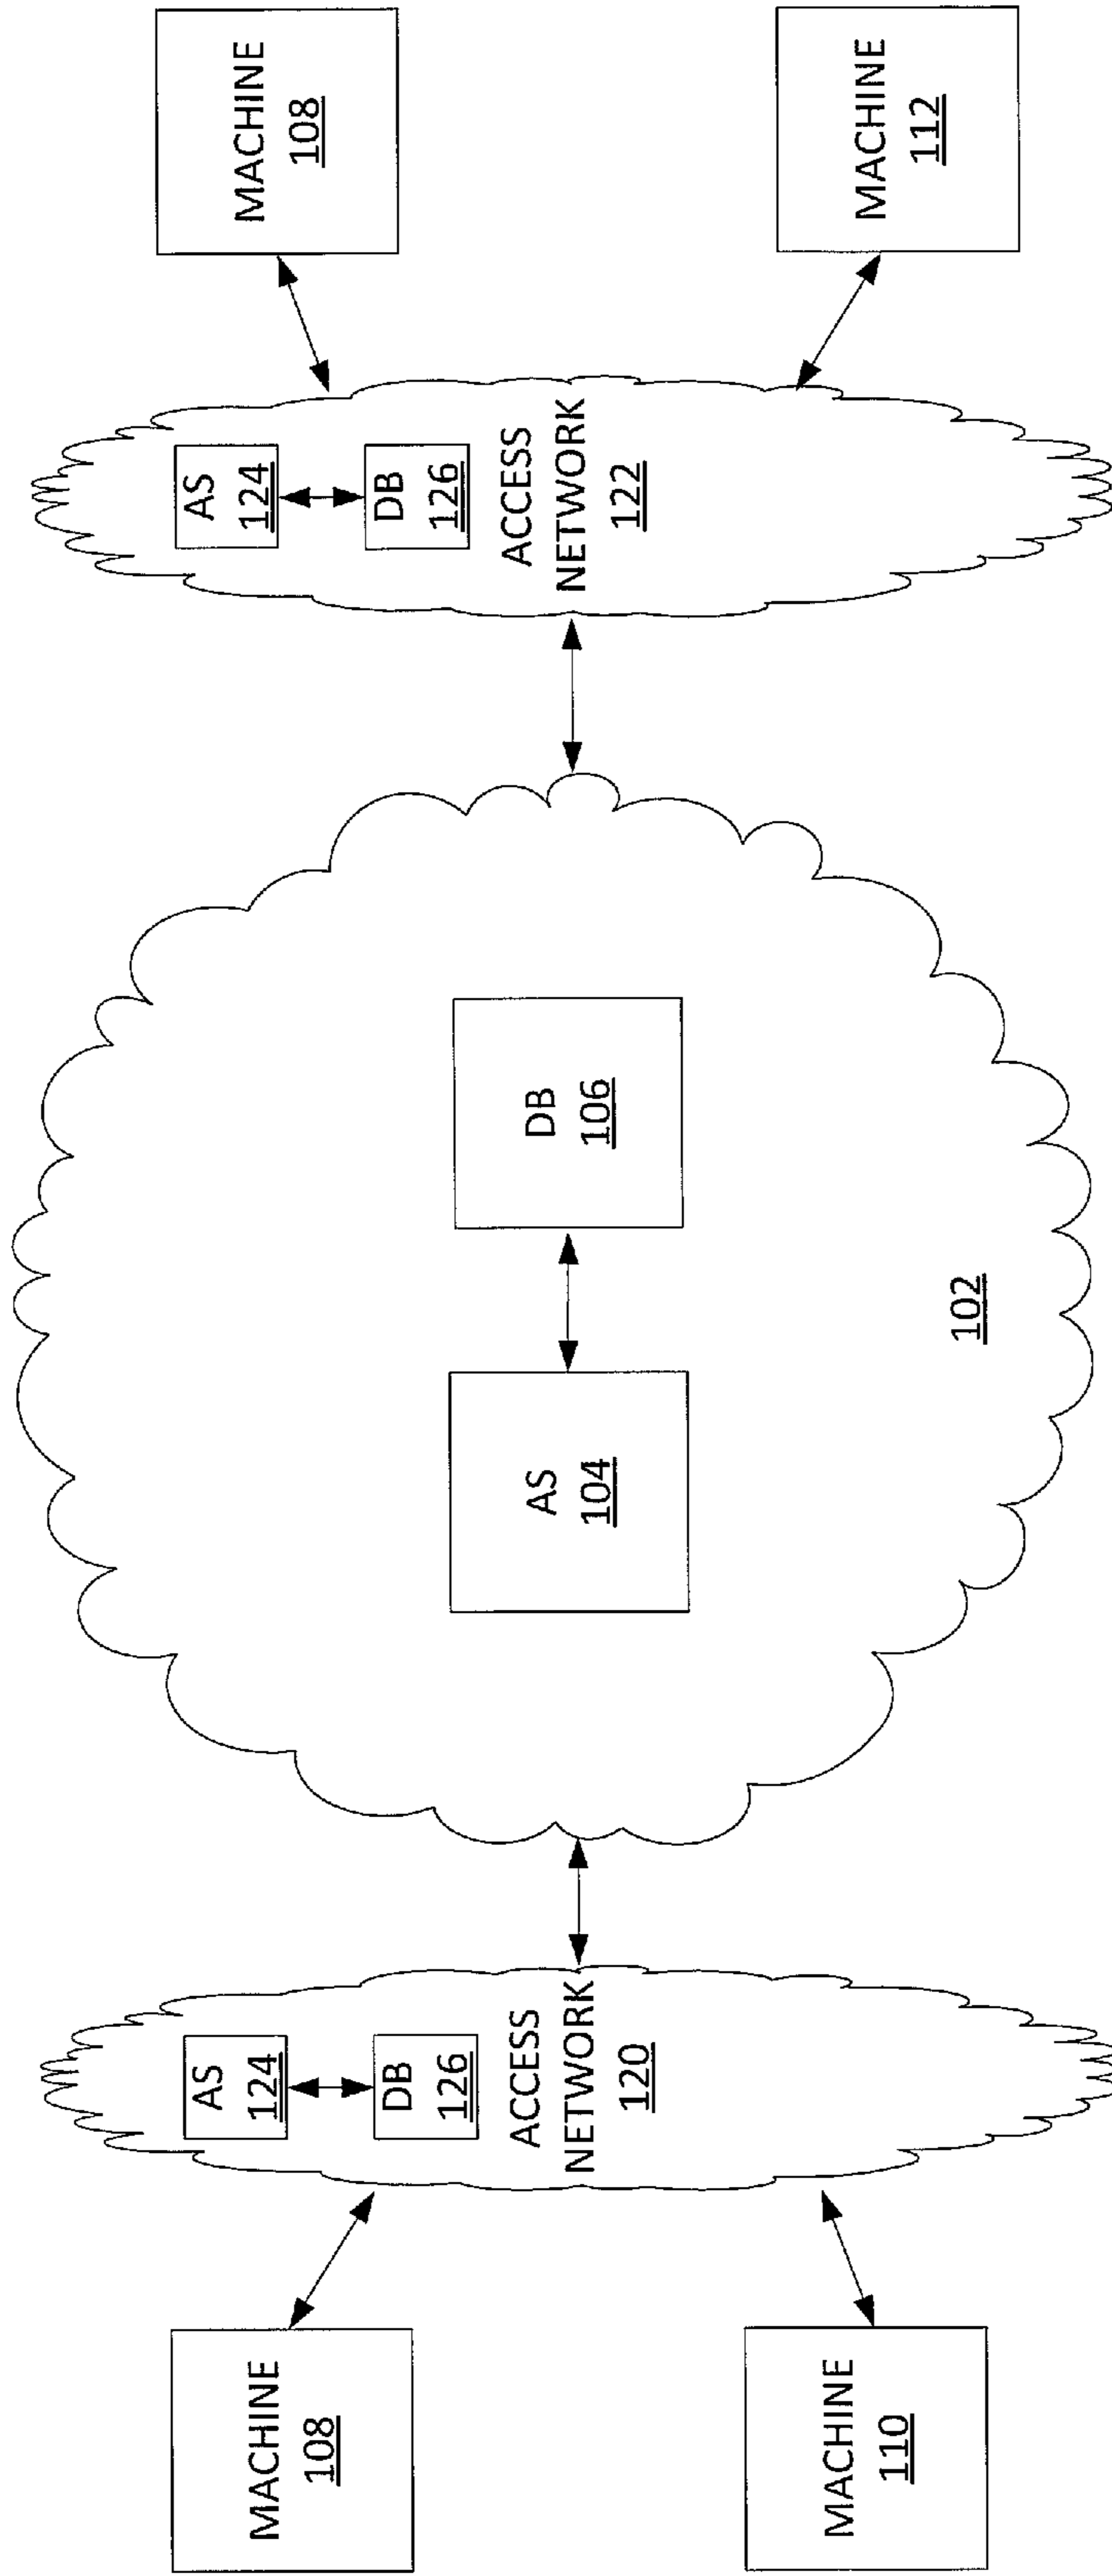 MACHINE
108
MACHINE
110
AS
124
DB
126
ACCESS
NETWORK
120
AS
104
DB
106
102
AS
124
DB
126
ACCESS
NETWORK
122
MACHINE
108
MACHINE
112